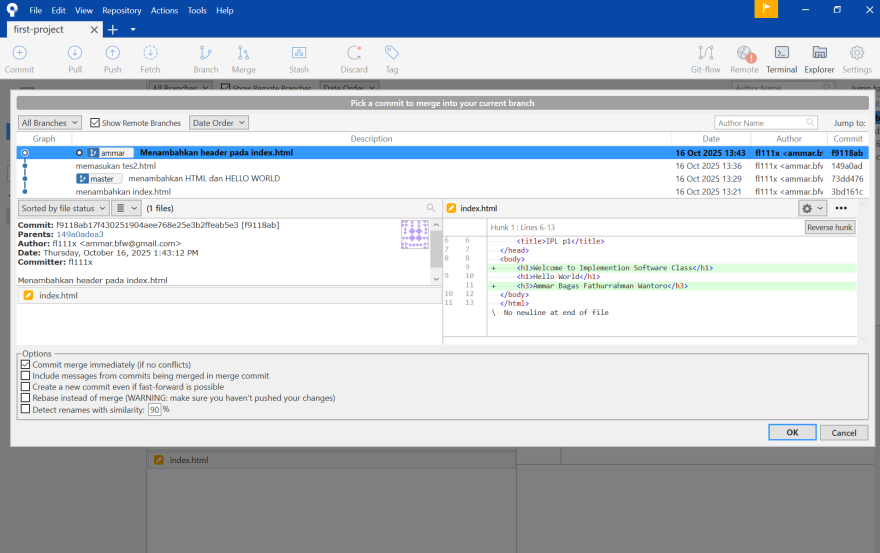 File Edit View Repository Actions Tools Help
first-project
Commit Pull Push Fetch Branch Merge Stash Discard Tag Git-flow Remote Terminal Explorer Settings
All Branches Show Remote Branches Date Order Author Name Jump to:
Pick a commit to merge into your current branch
All Branches Show Remote Branches Date Order Author Name Jump to:
Graph Description Date Author Commit
ammar Menambahkan header pada index.html 16 Oct 2025 13:43 fl111x <ammar.bfv f9118ab
memasukan tes2.html 16 Oct 2025 13:36 fl111x <ammar.bfv 149a0ad
master menambahkan HTML dan HELLO WORLD 16 Oct 2025 13:29 fl111x <ammar.bfv 73dd476
menambahkan index.html 16 Oct 2025 13:21 fl111x <ammar.bfv 3bd161c
Sorted by file status (1 files)
Commit: f9118ab17f430251904aee768e25e3b2ffeab5e3 [f9118ab]
Parents: 149a0adea3
Author: fl111x <ammar.bfw@gmail.com>
Date: Thursday, October 16, 2025 1:43:12 PM
Committer: fl111x
Menambahkan header pada index.html
index.html
index.html
Hunk 1 : Lines 6-13 Reverse hunk
6 6 <title>IPL p1</title>
7 7 </head>
8 8 <body>
9 + <h1>Welcome to Implemention Software Class</h1>
9 10 <h1>Hello World</h1>
11 + <h3>Ammar Bagas Fathurrahman Wantoro</h3>
10 12 </body>
11 13 </html>
\ No newline at end of file
Options
Commit merge immediately (if no conflicts)
Include messages from commits being merged in merge commit
Create a new commit even if fast-forward is possible
Rebase instead of merge (WARNING: make sure you haven't pushed your changes)
Detect renames with similarity: 90 %
OK Cancel
index.html